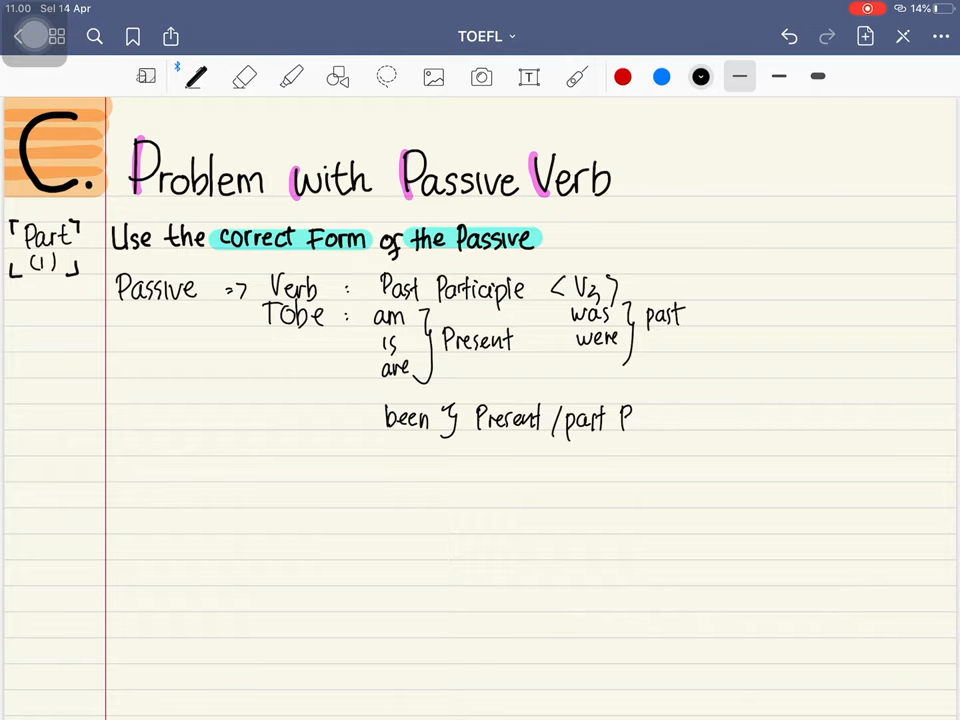 11.00 Sel 14 Apr 14%
TOEFL
T
C. Problem with Passive Verb
「Part」 Use the correct Form of the Passive
(1)
Passive => Verb : Past Participle < V3 )
Tobe : am } Present was } past
is were
are
been } Present / part P